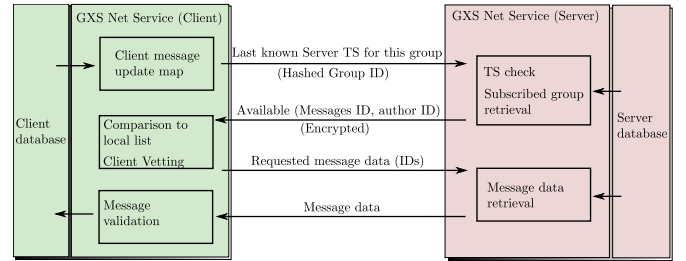 GXS Net Service (Client)
GXS Net Service (Server)
Client message
update map
Last known Server TS for this group
(Hashed Group ID)
TS check
Subscribed group
retrieval
Available (Messages ID, author ID)
(Encrypted)
Client
database
Comparison to
local list
Client Vetting
Server
database
Requested message data (IDs)
Message data
retrieval
Message
validation
Message data